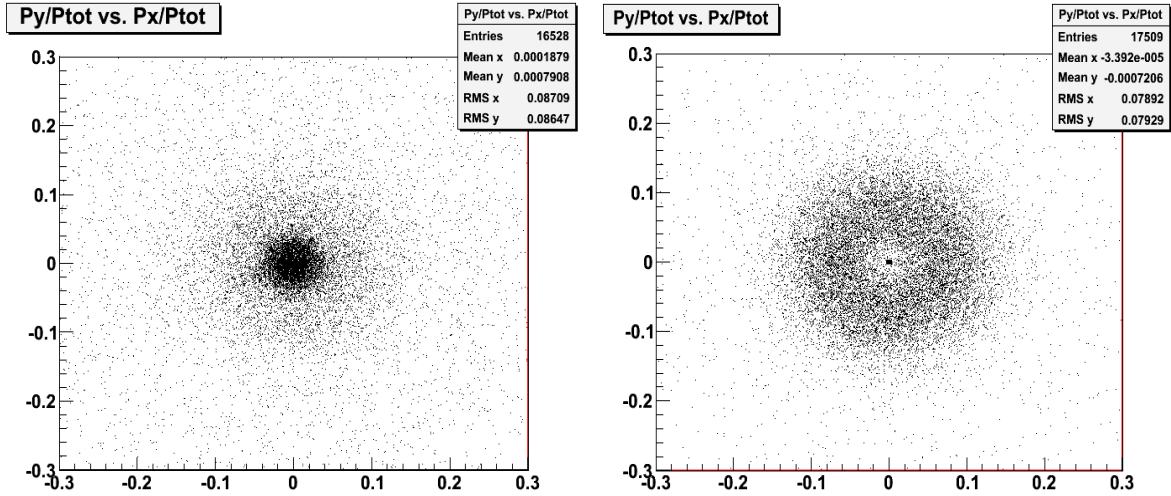 Py/Ptot vs. Px/Ptot
Py/Ptot vs. Px/Ptot
Entries 16528
Mean x 0.0001879
Mean y 0.0007908
RMS x 0.08709
RMS y 0.08647
0.3
0.2
0.1
0
-0.1
-0.2
-0.3
-0.3 -0.2 -0.1 0 0.1 0.2 0.3
Py/Ptot vs. Px/Ptot
Py/Ptot vs. Px/Ptot
Entries 17509
Mean x -3.392e-005
Mean y -0.0007206
RMS x 0.07892
RMS y 0.07929
0.3
0.2
0.1
0
-0.1
-0.2
-0.3
-0.3 -0.2 -0.1 0 0.1 0.2 0.3